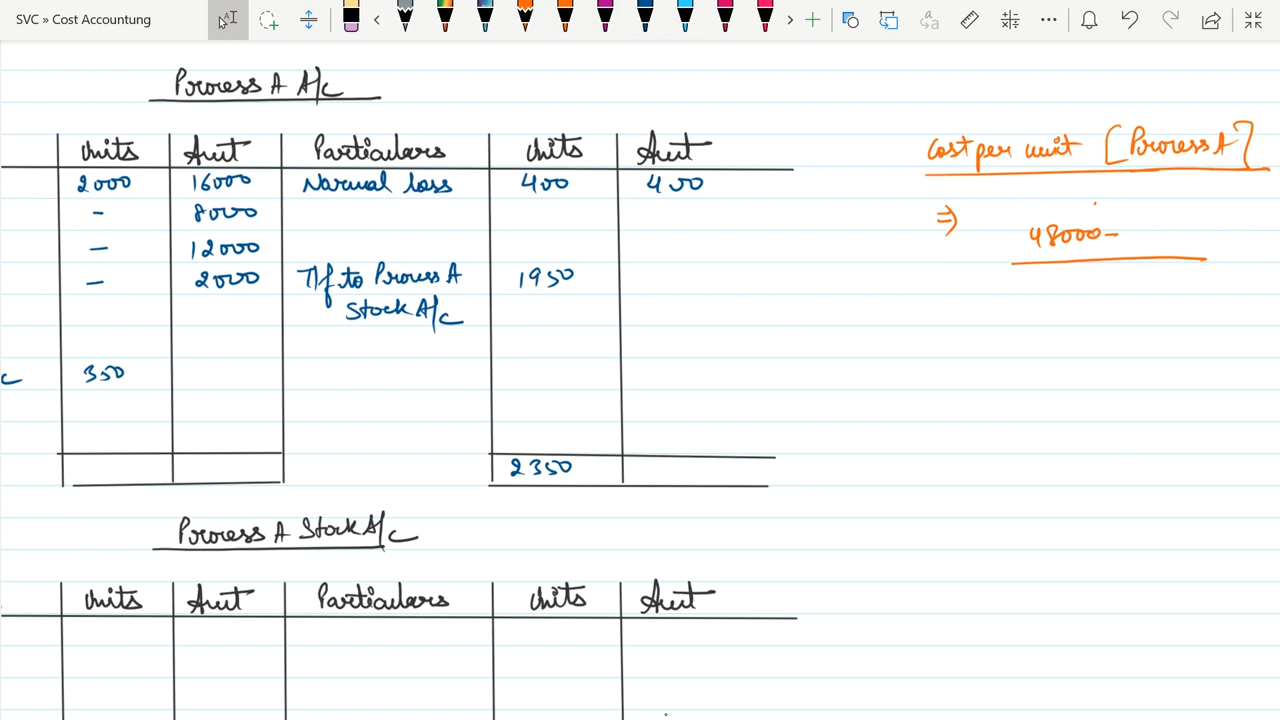 SVC » Cost Accountung
Process A A/c
Units Amt Particulars Units Amt
2000 16000 Normal loss 400 400
- 8000
- 12000
- 2000 T/f to Process A 1950
Stock A/c
c 350
2350
Cost per unit [Process A]
⇒ 48000 -
Process A Stock A/c
Units Amt Particulars Units Amt